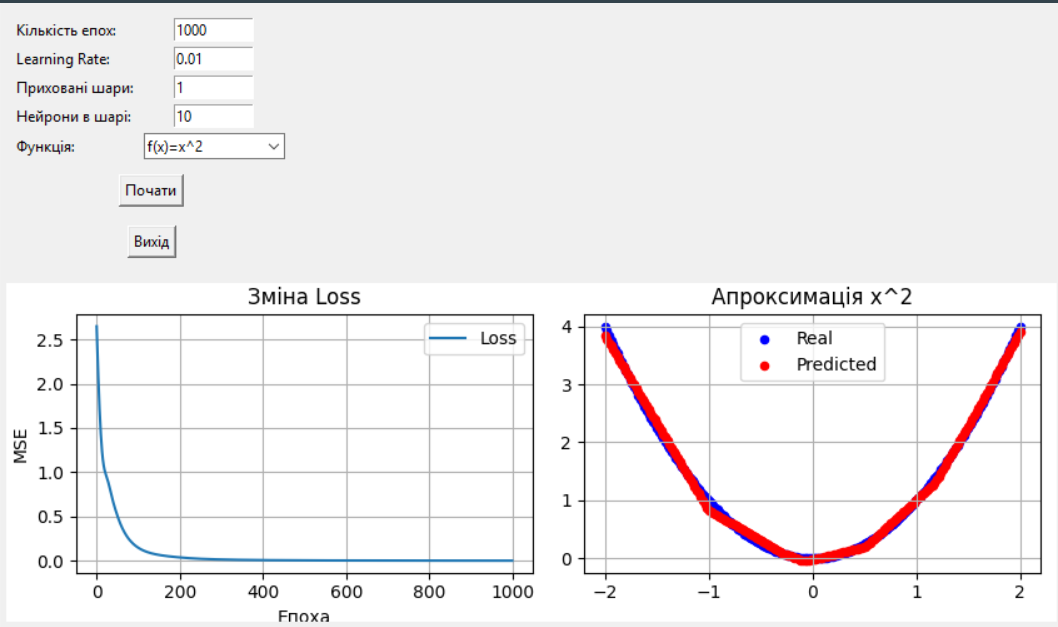 Кількість епох: 1000
Learning Rate: 0.01
Приховані шари: 1
Нейрони в шарі: 10
Функція: f(x)=x^2
Почати
Вихід
Зміна Loss
Loss
MSE
2.5
2.0
1.5
1.0
0.5
0.0
0 200 400 600 800 1000
Епоха
Апроксимація x^2
Real
Predicted
4
3
2
1
0
−2 −1 0 1 2